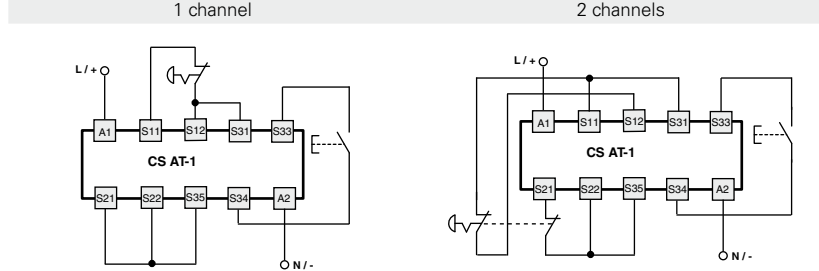 1 channel
2 channels
L / +
A1 S11 S12 S31 S33
CS AT-1
S21 S22 S35 S34 A2
N / -
L / +
A1 S11 S12 S31 S33
CS AT-1
S21 S22 S35 S34 A2
N / -